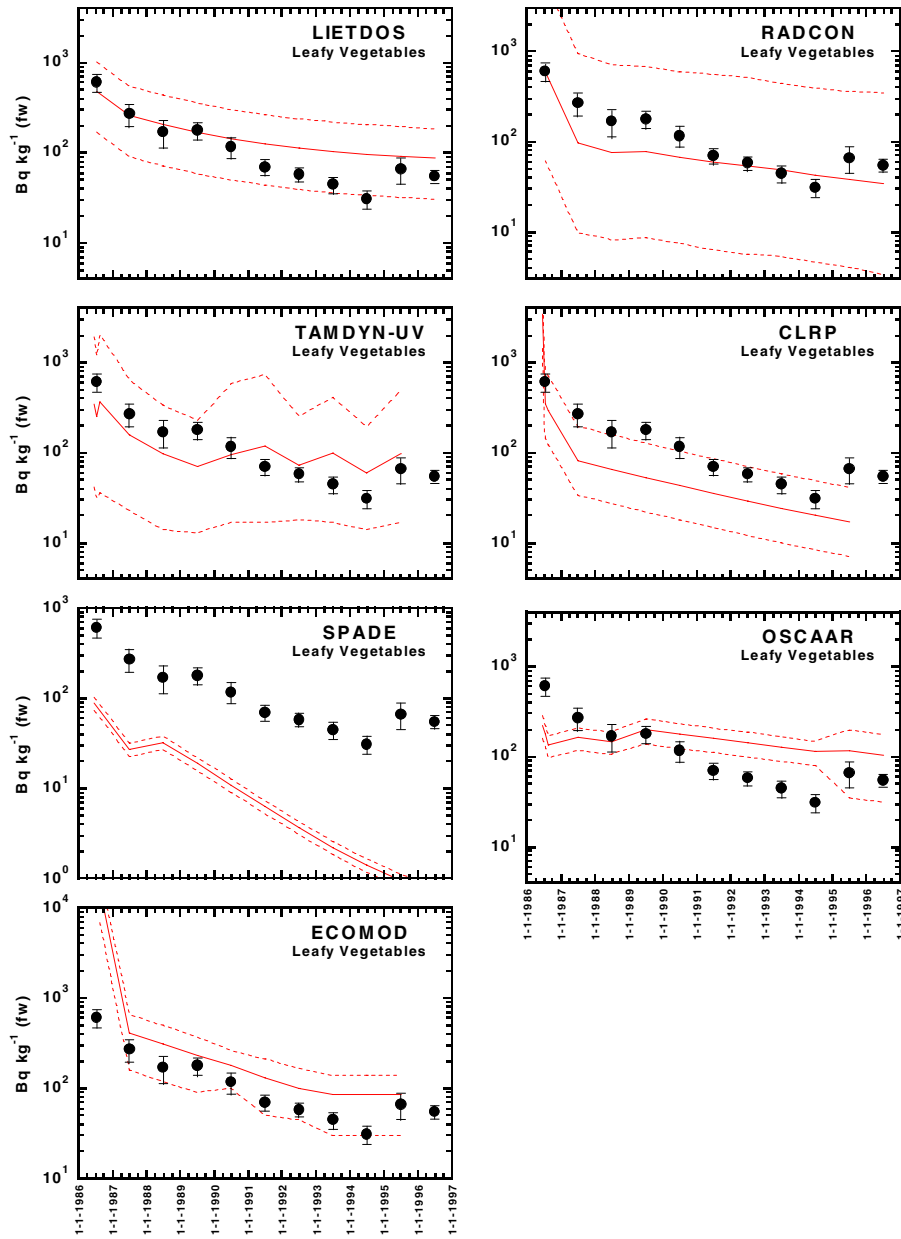 LIETDOS
Leafy Vegetables
Bq kg⁻¹ (fw)
10³
10²
10¹
RADCON
Leafy Vegetables
10³
10²
10¹
TAMDYN-UV
Leafy Vegetables
Bq kg⁻¹ (fw)
10³
10²
10¹
CLRP
Leafy Vegetables
10³
10²
10¹
SPADE
Leafy Vegetables
Bq kg⁻¹ (fw)
10³
10²
10¹
10⁰
OSCAAR
Leafy Vegetables
10³
10²
10¹
1-1-1986
1-1-1987
1-1-1988
1-1-1989
1-1-1990
1-1-1991
1-1-1992
1-1-1993
1-1-1994
1-1-1995
1-1-1996
1-1-1997
ECOMOD
Leafy Vegetables
Bq kg⁻¹ (fw)
10⁴
10³
10²
10¹
1-1-1986
1-1-1987
1-1-1988
1-1-1989
1-1-1990
1-1-1991
1-1-1992
1-1-1993
1-1-1994
1-1-1995
1-1-1996
1-1-1997